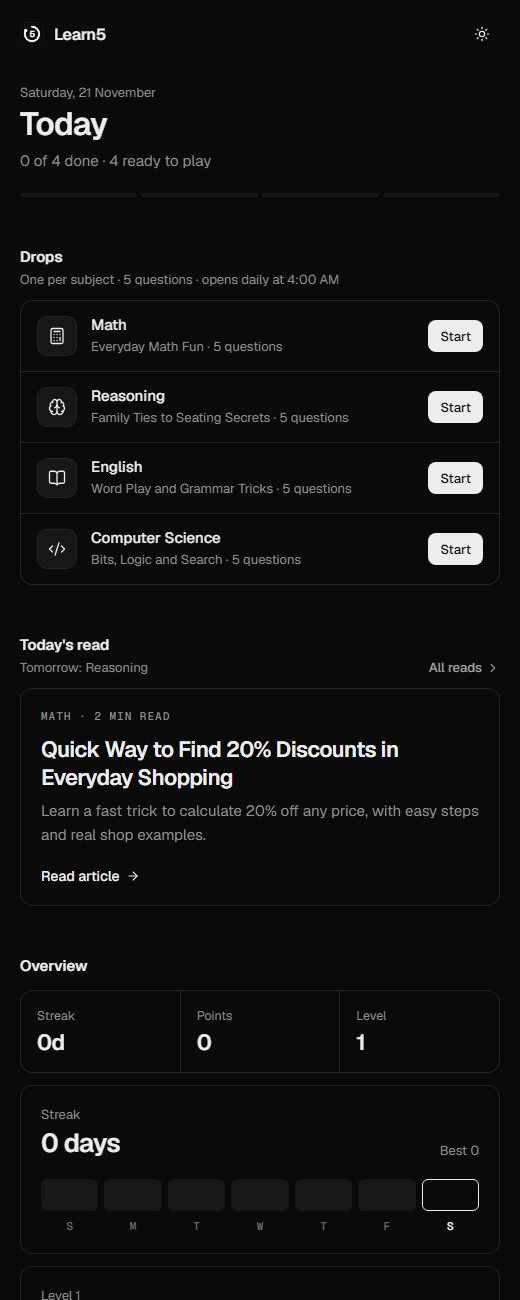 5 Learn5
Saturday, 21 November
Today
0 of 4 done · 4 ready to play
Drops
One per subject · 5 questions · opens daily at 4:00 AM
Math
Everyday Math Fun · 5 questions
Start
Reasoning
Family Ties to Seating Secrets · 5 questions
Start
English
Word Play and Grammar Tricks · 5 questions
Start
Computer Science
Bits, Logic and Search · 5 questions
Start
Today's read
Tomorrow: Reasoning
All reads
MATH · 2 MIN READ
Quick Way to Find 20% Discounts in
Everyday Shopping
Learn a fast trick to calculate 20% off any price, with easy steps
and real shop examples.
Read article
Overview
Streak
0d
Points
0
Level
1
Streak
0 days
Best 0
S M T W T F S
Level 1